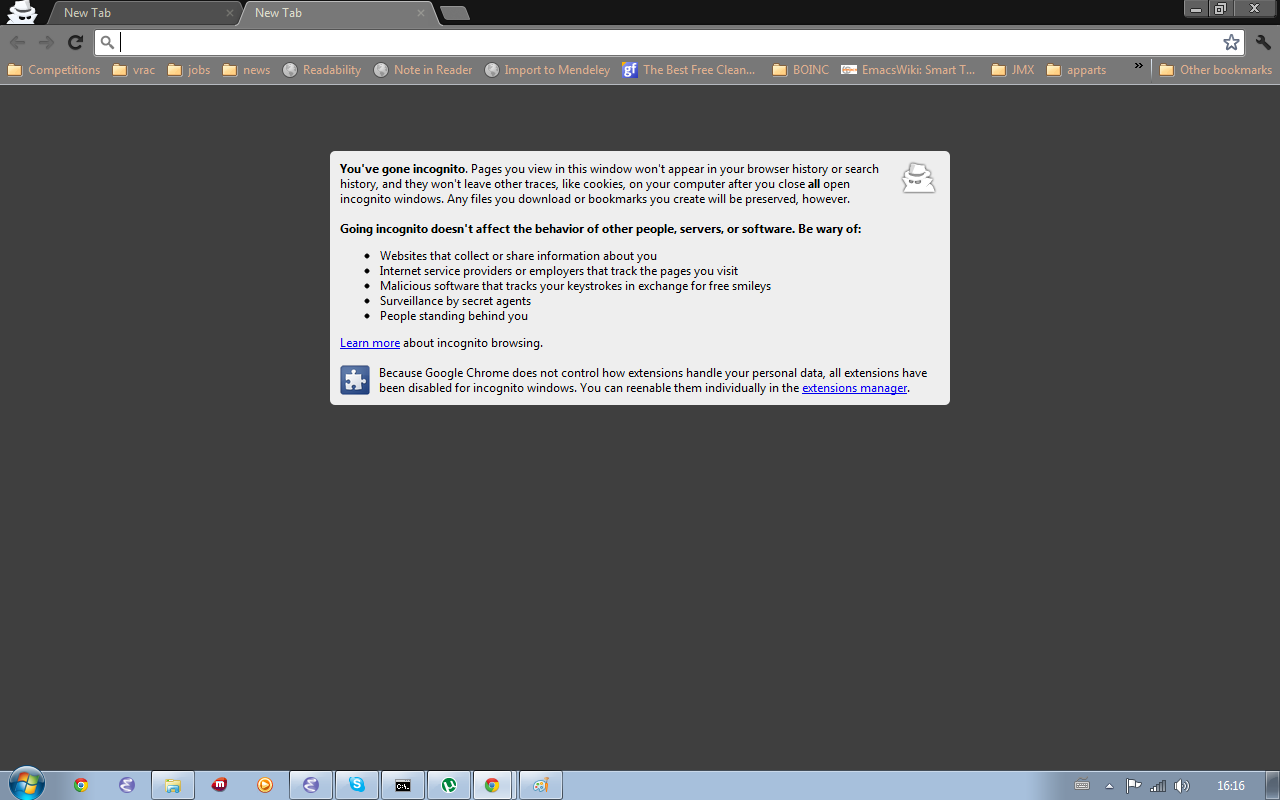 New Tab New Tab
Competitions vrac jobs news Readability Note in Reader Import to Mendeley gf The Best Free Clean... BOINC EmacsWiki: Smart T... JMX apparts » Other bookmarks
You've gone incognito. Pages you view in this window won't appear in your browser history or search
history, and they won't leave other traces, like cookies, on your computer after you close all open
incognito windows. Any files you download or bookmarks you create will be preserved, however.
Going incognito doesn't affect the behavior of other people, servers, or software. Be wary of:
• Websites that collect or share information about you
• Internet service providers or employers that track the pages you visit
• Malicious software that tracks your keystrokes in exchange for free smileys
• Surveillance by secret agents
• People standing behind you
Learn more about incognito browsing.
Because Google Chrome does not control how extensions handle your personal data, all extensions have
been disabled for incognito windows. You can reenable them individually in the extensions manager.
16:16